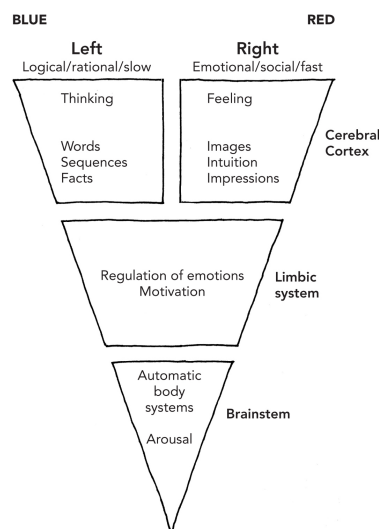 BLUE
RED
Left
Logical/rational/slow
Right
Emotional/social/fast
Thinking
Words
Sequences
Facts
Feeling
Images
Intuition
Impressions
Cerebral
Cortex
Regulation of emotions
Motivation
Limbic
system
Automatic
body
systems
Arousal
Brainstem